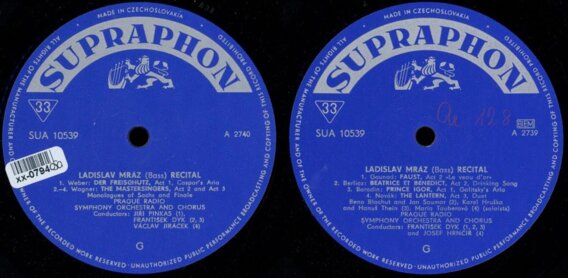 MADE IN CZECHOSLOVAKIA
ALL RIGHTS OF THE MANUFACTURER AND OF THE OWNER OF THE RECORDED WORK RESERVED · UNAUTHORIZED PUBLIC PERFORMANCE BROADCASTING AND COPYING OF THIS RECORD PROHIBITED
SUPRAPHON
33
SUA 10539
A 2740
XX-0794
LADISLAV MRÁZ (Bass) RECITAL
1. Weber: DER FREISCHUTZ, Act 1, Caspar's Aria
2.-4. Wagner: THE MASTERSINGERS, Act 2 and Act 3
Monologues of Sachs and Finale
PRAGUE RADIO
SYMPHONY ORCHESTRA AND CHORUS
Conductors: JIŘÍ PINKAS (1),
FRANTIŠEK DYK (2, 3)
VÁCLAV JIRÁČEK (4)
G
MADE IN CZECHOSLOVAKIA
ALL RIGHTS OF THE MANUFACTURER AND OF THE OWNER OF THE RECORDED WORK RESERVED · UNAUTHORIZED PUBLIC PERFORMANCE BROADCASTING AND COPYING OF THIS RECORD PROHIBITED
SUPRAPHON
33
128
SUA 10539
BIEM
A 2739
LADISLAV MRÁZ (Bass) RECITAL
1. Gounod: FAUST, Act 2 «Le veau d'or»
2. Berlioz: BEATRICE ET BENEDICT, Act 2, Drinking Song
3. Borodin: PRINCE IGOR, Act 1, Galitsky's Aria
4. Novák: THE LANTERN, Act 3, Duet
Beno Blachut and Jan Soumar (2), Karel Hruška
and Hanuš Thein (3), Marie Tauberová (4) (soloists)
PRAGUE RADIO
SYMPHONY ORCHESTRA AND CHORUS
Conductors: FRANTIŠEK DYK (1, 2, 3)
and JOSEF HRNČÍŘ (4)
G